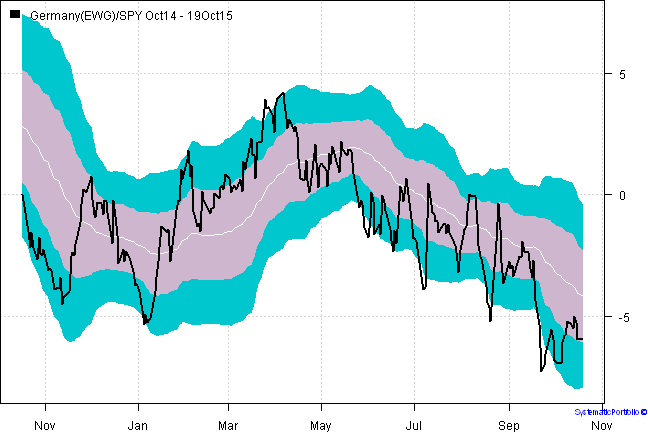 Germany(EWG)/SPY Oct14 - 19Oct15
5
0
-5
SystematicPortfolio ©
Nov Jan Mar May Jul Sep Nov